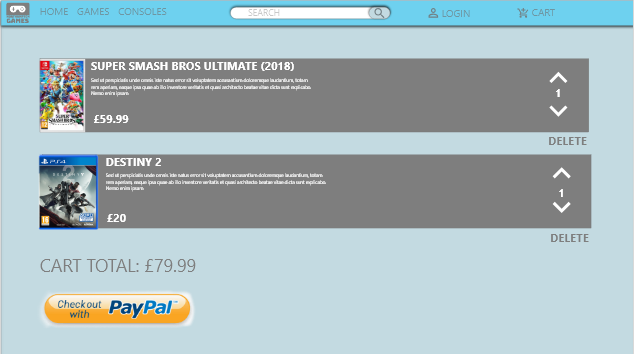 HOME GAMES CONSOLES SEARCH LOGIN CART
GAMES
SUPER SMASH BROS ULTIMATE (2018)
Sed ut perspiciatis unde omnis iste natus error sit voluptatem accusantium doloremque laudantium, totam
rem aperiam, eaque ipsa quae ab illo inventore veritatis et quasi architecto beatae vitae dicta sunt explicabo.
Nemo enim ipsam
£59.99
1
SUPER
SMASH BROS
DELETE
PS4
DESTINY 2
Sed ut perspiciatis unde omnis iste natus error sit voluptatem accusantium doloremque laudantium, totam
rem aperiam, eaque ipsa quae ab illo inventore veritatis et quasi architecto beatae vitae dicta sunt explicabo.
Nemo enim ipsam
£20
1
DELETE
CART TOTAL: £79.99
Checkout
with PayPal